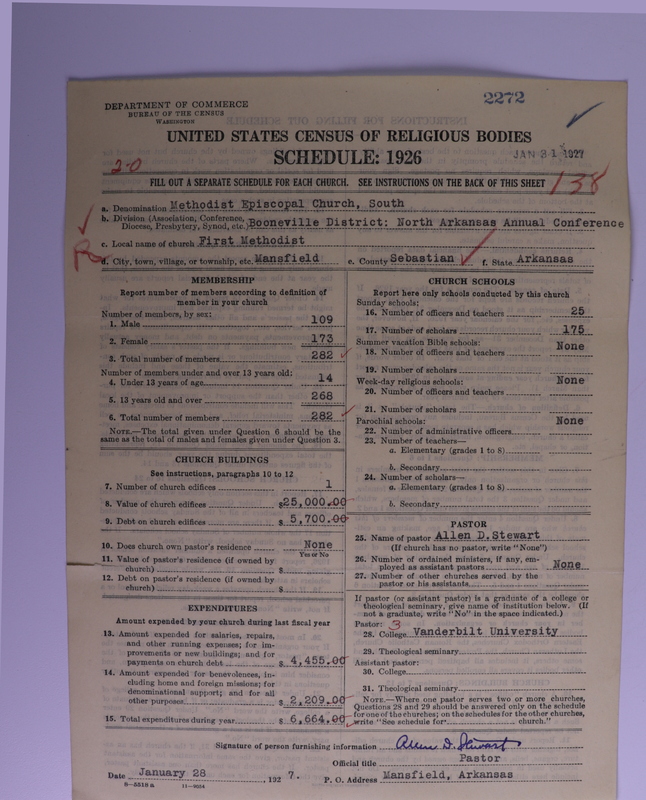 2272
DEPARTMENT OF COMMERCE
BUREAU OF THE CENSUS
WASHINGTON
UNITED STATES CENSUS OF RELIGIOUS BODIES
SCHEDULE: 1926
JAN 31 1927
2-0
FILL OUT A SEPARATE SCHEDULE FOR EACH CHURCH. SEE INSTRUCTIONS ON THE BACK OF THIS SHEET
138
a. Denomination Methodist Episcopal Church, South
b. Division (Association, Conference, Diocese, Presbytery, Synod, etc.) Booneville District: North Arkansas Annual Conference
c. Local name of church First Methodist
d. City, town, village, or township, etc. Mansfield e. County Sebastian f. State Arkansas
MEMBERSHIP
Report number of members according to definition of
member in your church
Number of members, by sex:
1. Male 109
2. Female 173
3. Total number of members 282
Number of members under and over 13 years old:
4. Under 13 years of age 14
5. 13 years old and over 268
6. Total number of members 282
NOTE.—The total given under Question 6 should be
same as the total of males and females given under Question 3.
CHURCH BUILDINGS
See instructions, paragraphs 10 to 12
7. Number of church edifices 1
8. Value of church edifices $25,000.00
9. Debt on church edifices $ 5,700.00
10. Does church own pastor's residence None
Yes or No
11. Value of pastor's residence (if owned by
church) $
12. Debt on pastor's residence (if owned by
church) $
EXPENDITURES
Amount expended by your church during last fiscal year
13. Amount expended for salaries, repairs,
and other running expenses; for im-
provements or new buildings; and for
payments on church debt $ 4,455.00
14. Amount expended for benevolences, in-
cluding home and foreign missions; for
denominational support; and for all
other purposes $ 2,209.00
15. Total expenditures during year $ 6,664.00
CHURCH SCHOOLS
Report here only schools conducted by this church
Sunday schools:
16. Number of officers and teachers 25
17. Number of scholars 175
Summer vacation Bible schools: None
18. Number of officers and teachers
19. Number of scholars
Week-day religious schools: None
20. Number of officers and teachers
21. Number of scholars
Parochial schools: None
22. Number of administrative officers
23. Number of teachers—
a. Elementary (grades 1 to 8)
b. Secondary
24. Number of scholars—
a. Elementary (grades 1 to 8)
b. Secondary
PASTOR
25. Name of pastor Allen D. Stewart
(If church has no pastor, write "None")
26. Number of ordained ministers, if any, em-
ployed as assistant pastors None
27. Number of other churches served by the
pastor or his assistants
If pastor (or assistant pastor) is a graduate of a college or
theological seminary, give name of institution below. (If
not a graduate, write "No" in the space indicated.)
Pastor: 3
28. College Vanderbilt University
29. Theological seminary
Assistant pastor:
30. College
31. Theological seminary
NOTE.—Where one pastor serves two or more churches,
Questions 28 and 29 should be answered only on the schedule
for one of the churches; on the schedules for the other churches,
write "See schedule for church."
Signature of person furnishing information Allen D. Stewart
Official title Pastor
Date January 28, 1927. P. O. Address Mansfield, Arkansas
8—5518a 11—9034